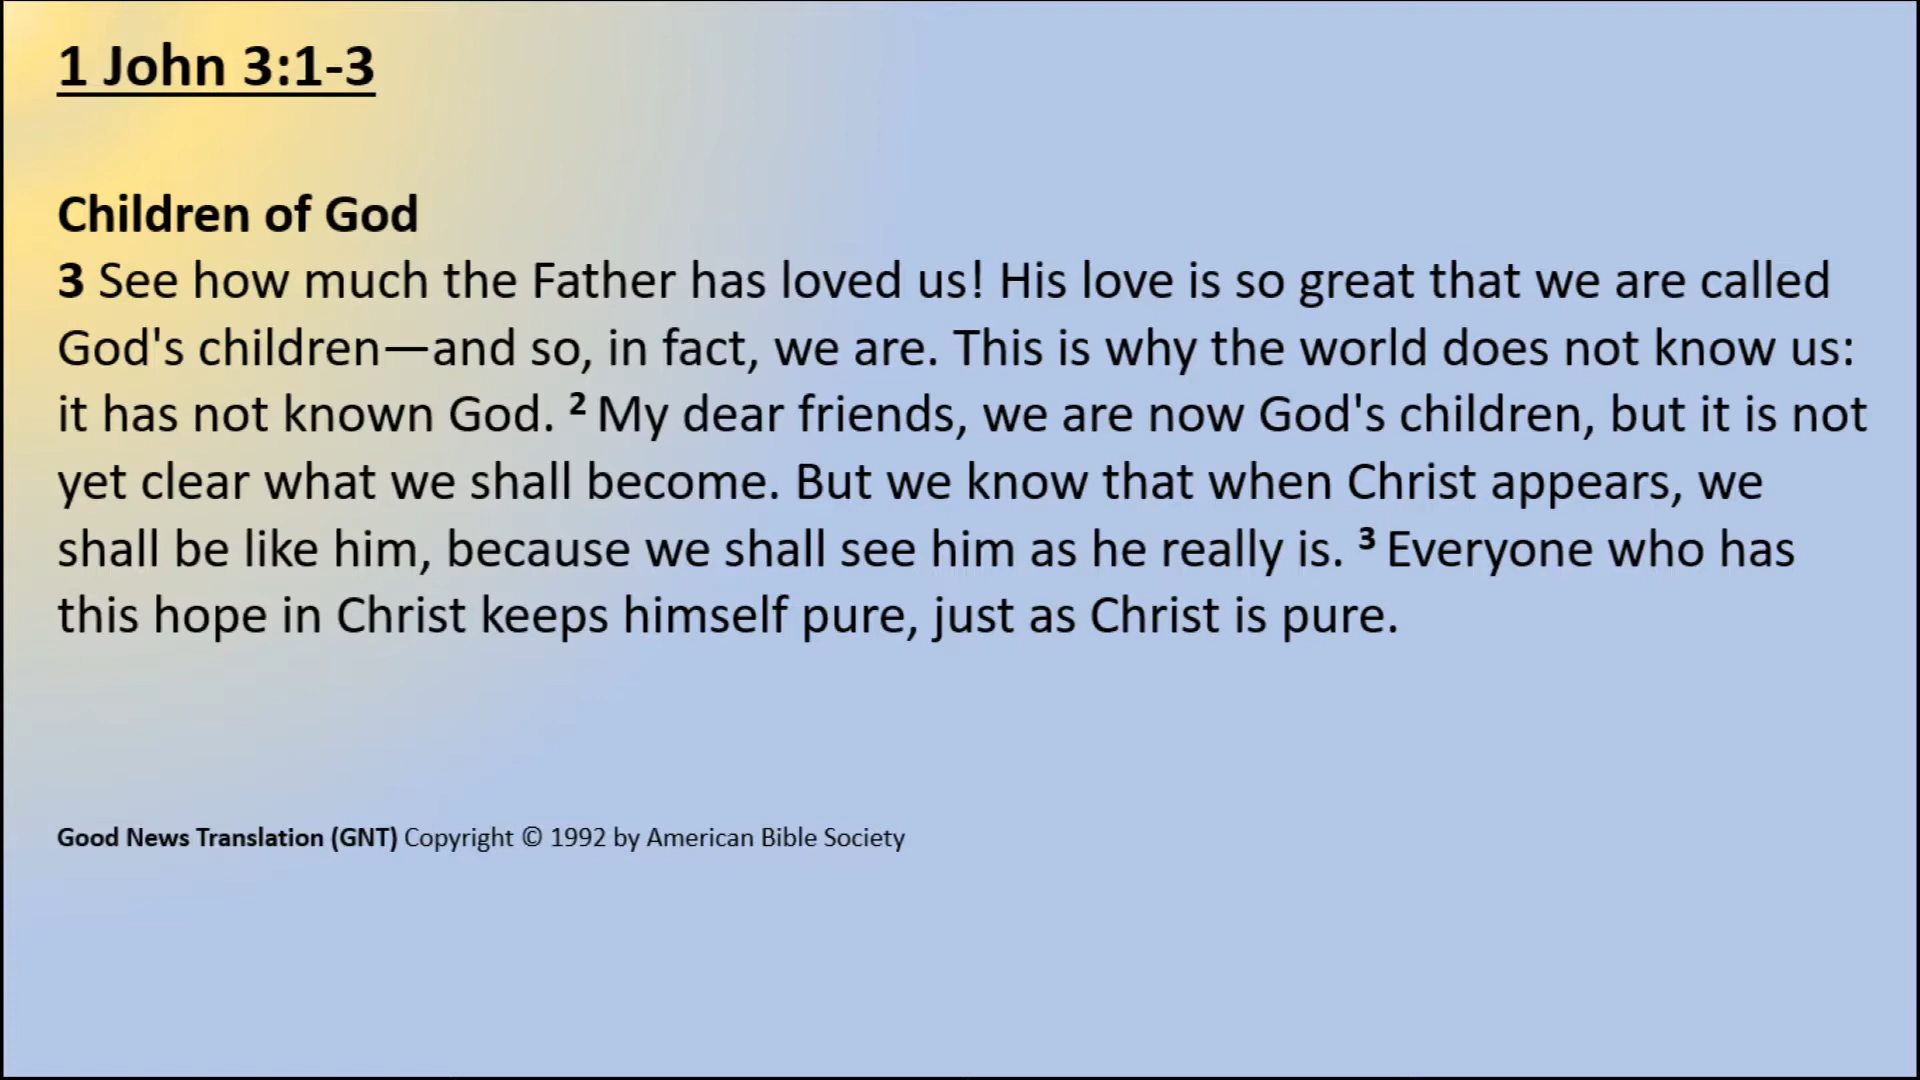 1 John 3:1-3
Children of God
3 See how much the Father has loved us! His love is so great that we are called
God's children—and so, in fact, we are. This is why the world does not know us:
it has not known God. ² My dear friends, we are now God's children, but it is not
yet clear what we shall become. But we know that when Christ appears, we
shall be like him, because we shall see him as he really is. ³ Everyone who has
this hope in Christ keeps himself pure, just as Christ is pure.
Good News Translation (GNT) Copyright © 1992 by American Bible Society